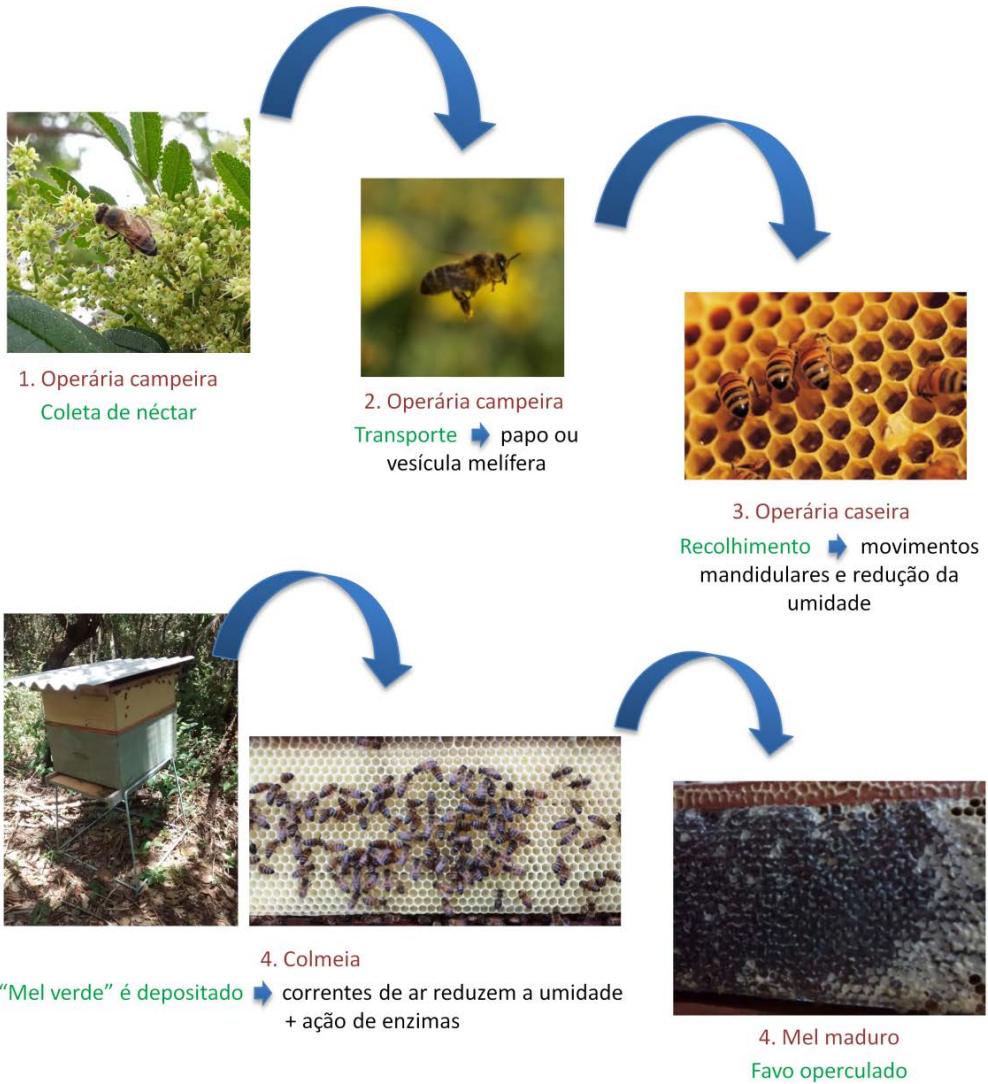 1. Operária campeira
Coleta de néctar
2. Operária campeira
Transporte papo ou
vesícula melífera
3. Operária caseira
Recolhimento movimentos
mandidulares e redução da
umidade
4. Colmeia
“Mel verde” é depositado correntes de ar reduzem a umidade
+ ação de enzimas
4. Mel maduro
Favo operculado